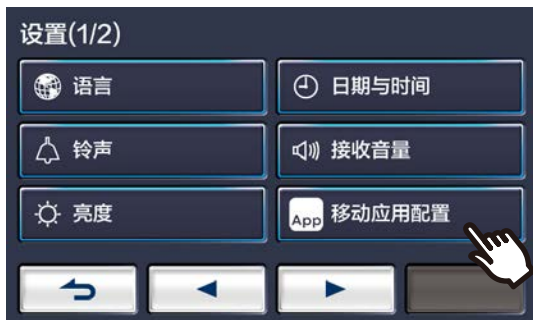 设置(1/2)
语言
日期与时间
铃声
接收音量
亮度
App 移动应用配置